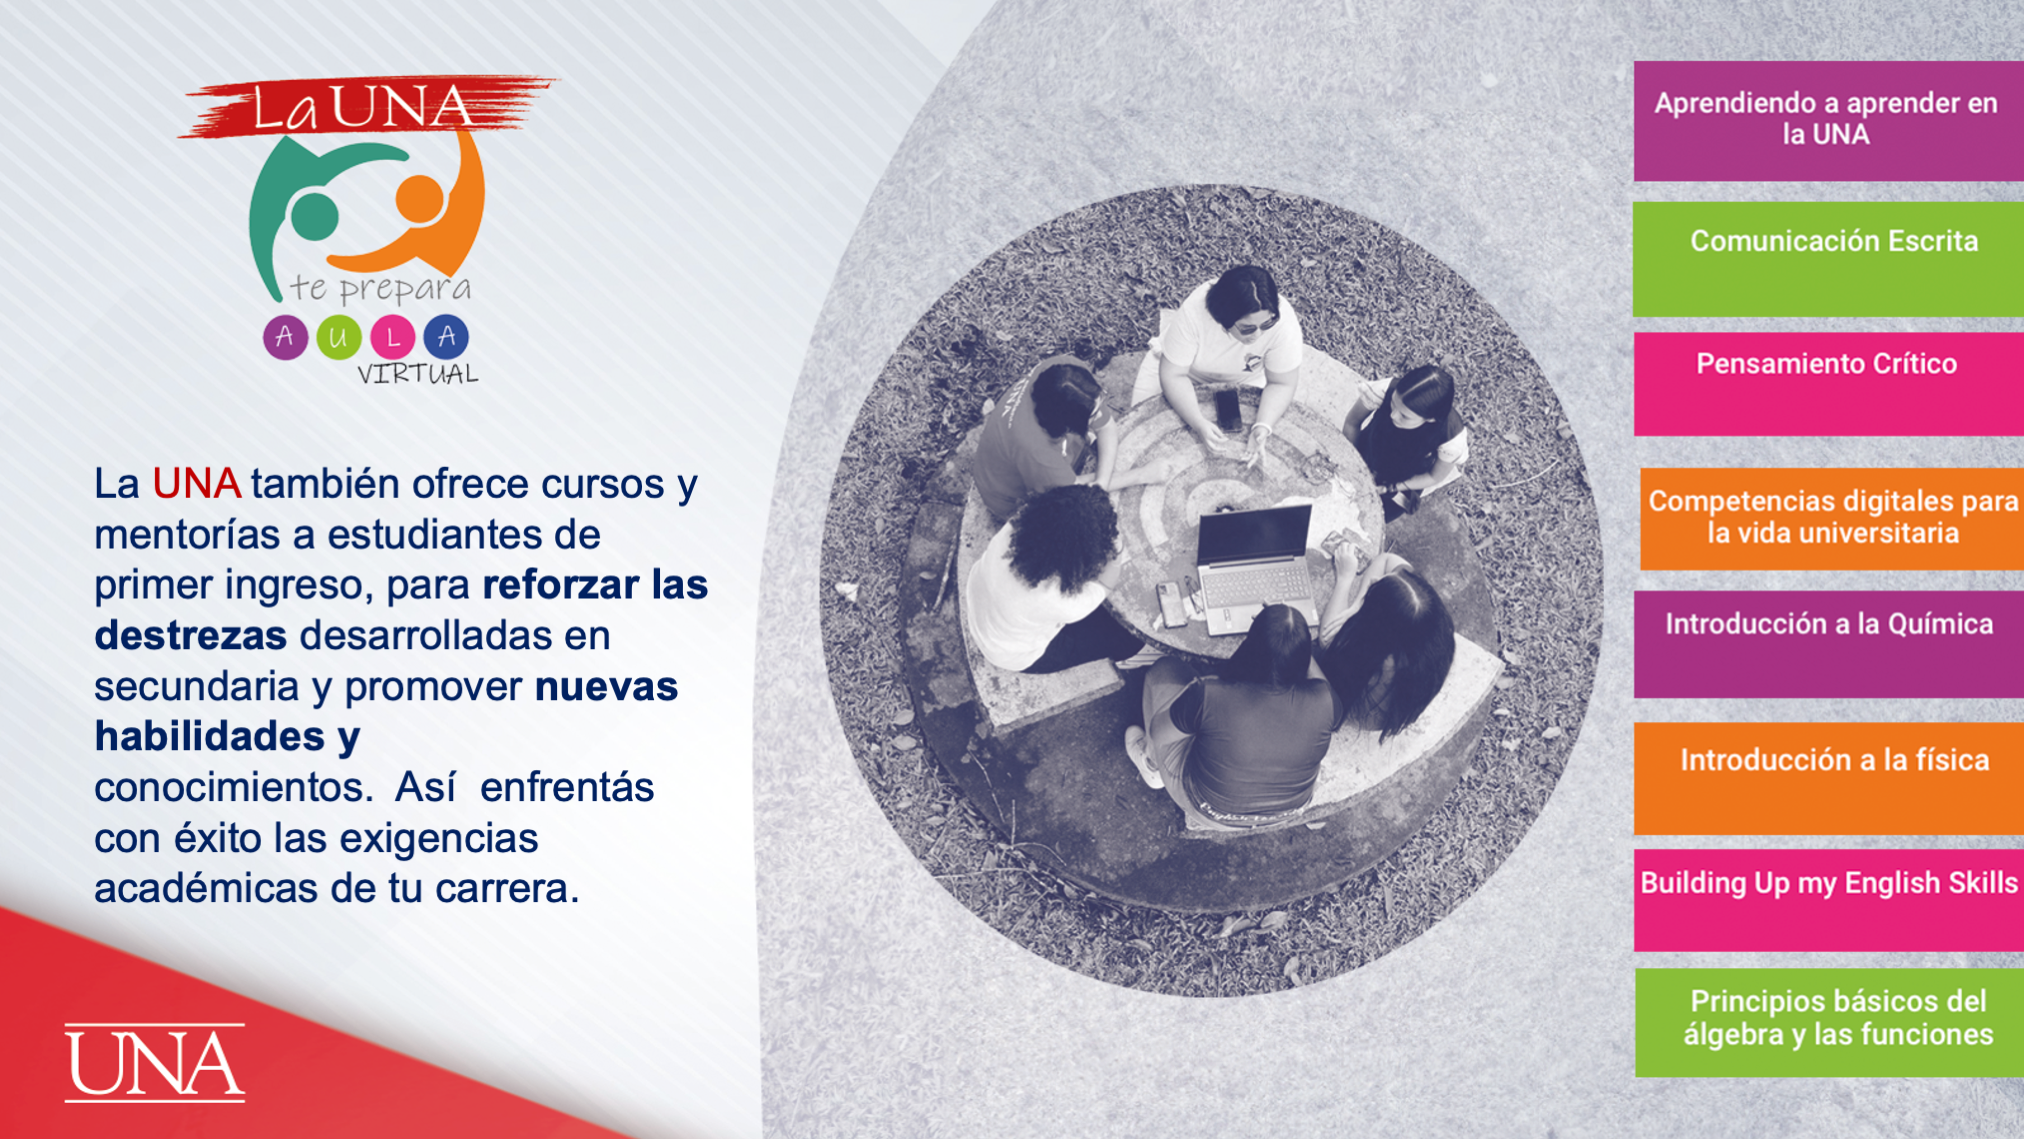 La UNA
te prepara
A U L A
VIRTUAL
La UNA también ofrece cursos y
mentorías a estudiantes de
primer ingreso, para reforzar las
destrezas desarrolladas en
secundaria y promover nuevas
habilidades y
conocimientos.  Así  enfrentás
con éxito las exigencias
académicas de tu carrera.
UNA
Aprendiendo a aprender en
la UNA
Comunicación Escrita
Pensamiento Crítico
Competencias digitales para
la vida universitaria
Introducción a la Química
Introducción a la física
Building Up my English Skills
Principios básicos del
álgebra y las funciones